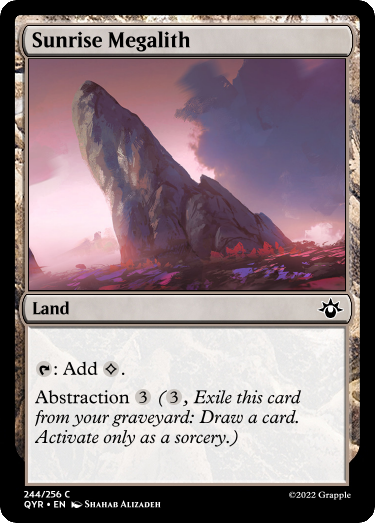 Sunrise Megalith
Land
: Add .
Abstraction 3 (3, Exile this card
from your graveyard: Draw a card.
Activate only as a sorcery.)
244/256 C
QYR • EN Shahab Alizadeh
©2022 Grapple